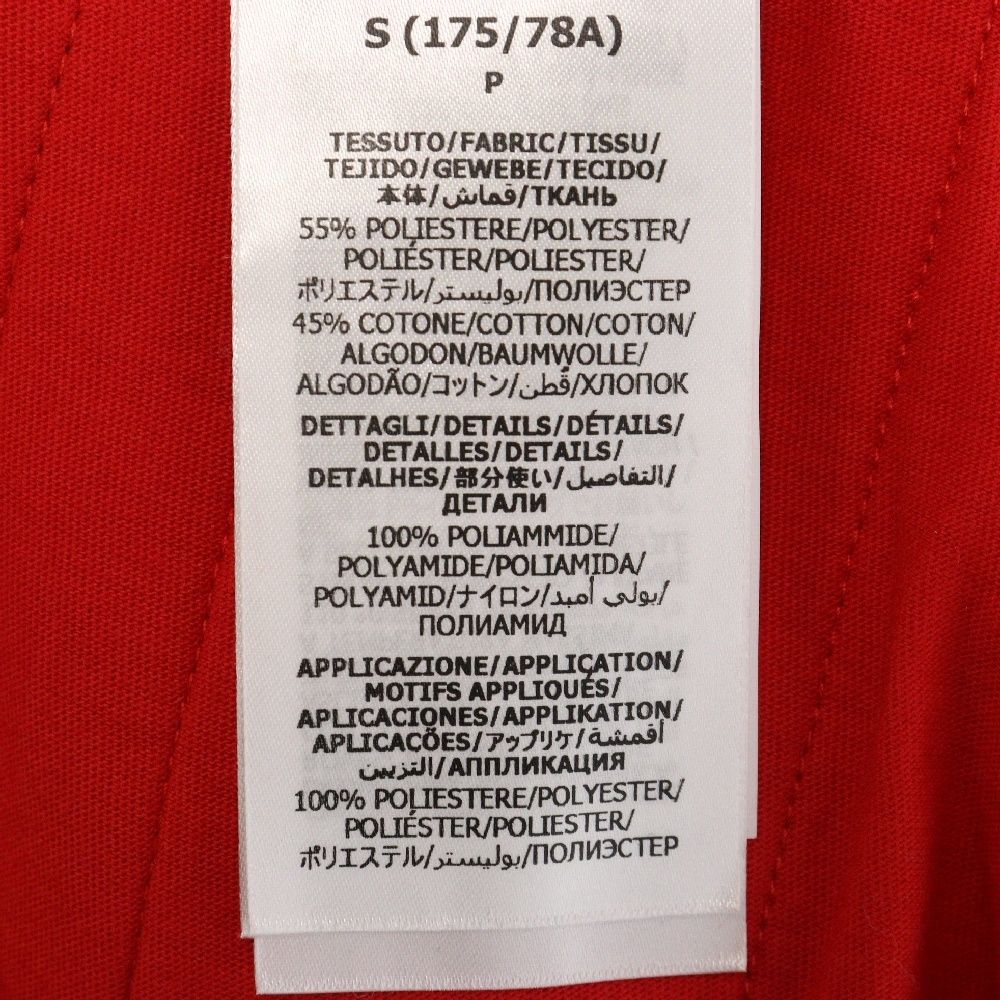 S (175/78A)
P
TESSUTO/FABRIC/TISSU/
TEJIDO/GEWEBE/TECIDO/
本体/قماش/ТКАНЬ
55% POLIESTERE/POLYESTER/
POLIÉSTER/POLIESTER/
ポリエステル/بوليستر/ПОЛИЭСТЕР
45% COTONE/COTTON/COTON/
ALGODON/BAUMWOLLE/
ALGODÃO/コットン/قُطن/ХЛОПОК
DETTAGLI/DETAILS/DÉTAILS/
DETALLES/DETAILS/
DETALHES/部分使い/التفاصيل/
ДЕТАЛИ
100% POLIAMMIDE/
POLYAMIDE/POLIAMIDA/
POLYAMID/ナイロン/بولي أميد/
ПОЛИАМИД
APPLICAZIONE/APPLICATION/
MOTIFS APPLIQUÉS/
APLICACIONES/APPLIKATION/
APLICACÕES/アップリケ/أقمشة
التزيين/АППЛИКАЦИЯ
100% POLIESTERE/POLYESTER/
POLIÉSTER/POLIESTER/
ポリエステル/بوليستر/ПОЛИЭСТЕР